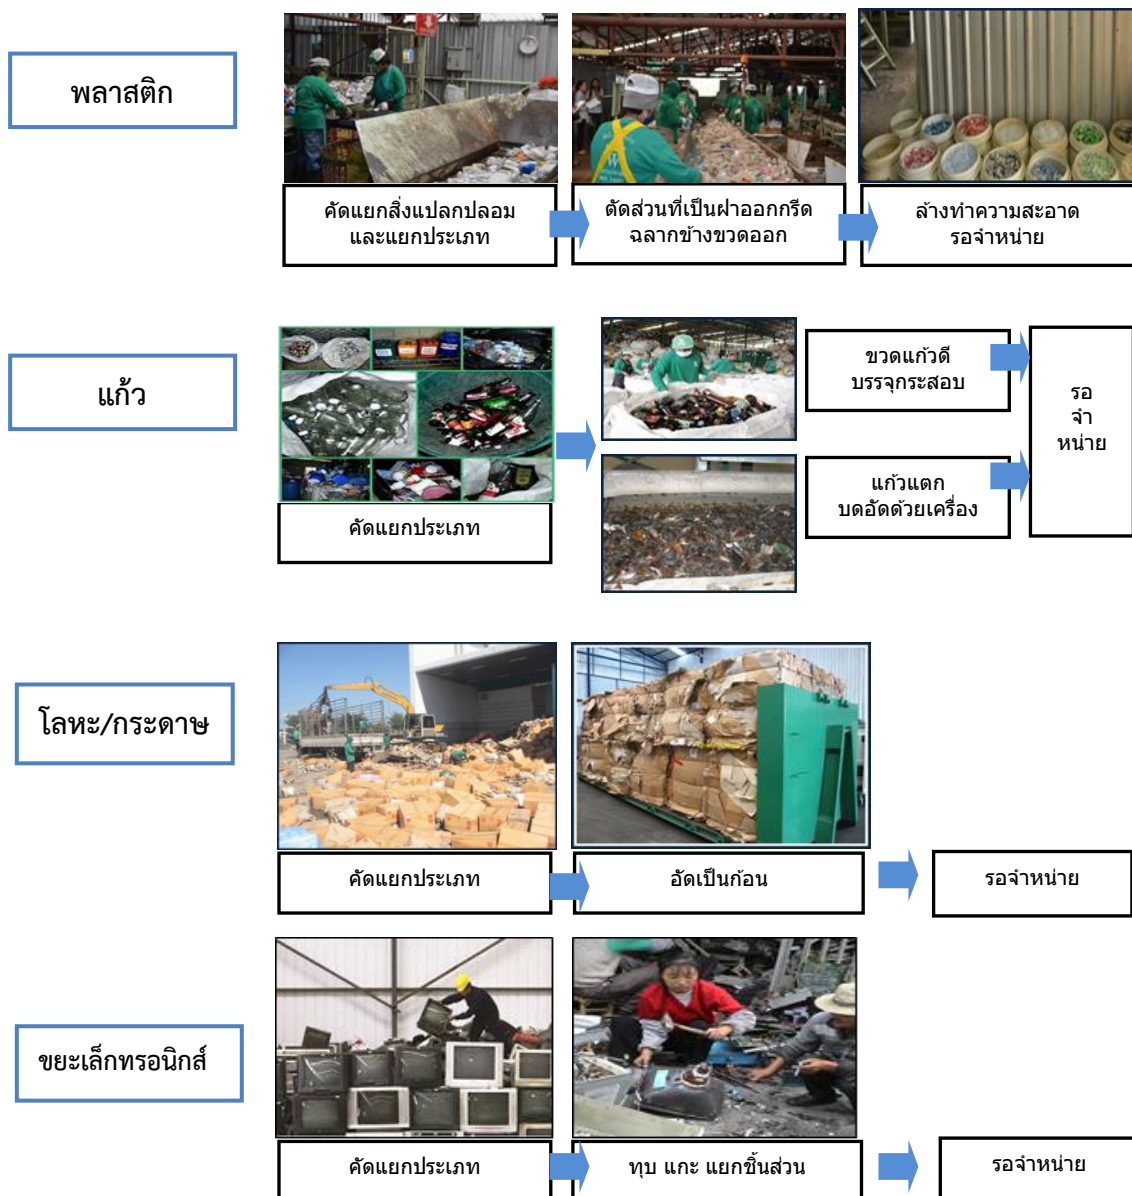 พลาสติก
คัดแยกสิ่งแปลกปลอม
และแยกประเภท
ตัดส่วนที่เป็นฝาออกกรีด
ฉลากข้างขวดออก
ล้างทำความสะอาด
รอจำหน่าย
แก้ว
คัดแยกประเภท
ขวดแก้วดี
บรรจุกระสอบ
แก้วแตก
บดอัดด้วยเครื่อง
รอ
จำ
หน่าย
โลหะ/กระดาษ
คัดแยกประเภท
อัดเป็นก้อน
รอจำหน่าย
ขยะเล็กทรอนิกส์
คัดแยกประเภท
ทุบ แกะ แยกชิ้นส่วน
รอจำหน่าย